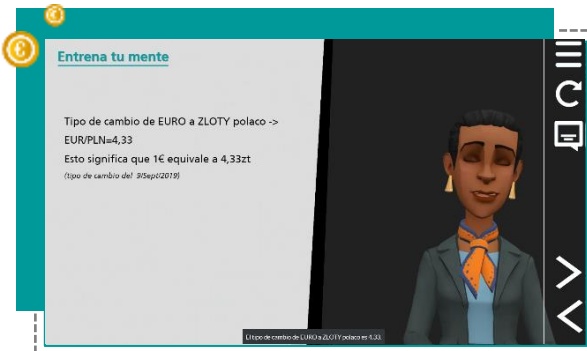 Entrena tu mente
Tipo de cambio de EURO a ZLOTY polaco ->
EUR/PLN=4,33
Esto significa que 1€ equivale a 4,33zt
(tipo de cambio del 9/Sept/2019)
El tipo de cambio de EURO a ZLOTY polaco es 4,33.